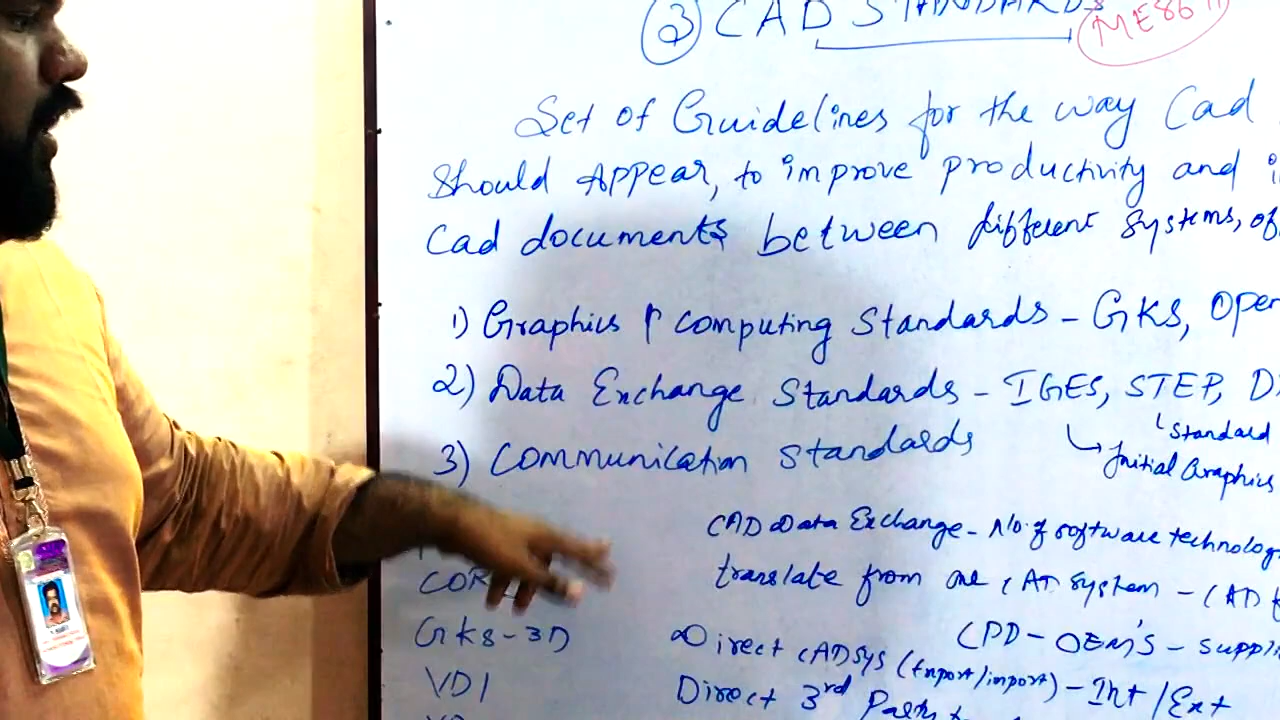 ③ CAD STANDARDS ME86
Set of Guidelines for the way Cad
Should Appear, to improve productivity and
Cad documents between different systems, of
1) Graphics & computing Standards - GKS, Open
2) Data Exchange Standards - IGES, STEP, D
Standard
Initial Graphics
3) Communication Standards
CAD Data Exchange - No. of software technolog
translate from one CAD system - CAD
COR
GKS-3D
CPD - OEM'S - Suppli
Direct CADSYS (Export/import) - Int/Ext
VDI
Direct 3rd Party